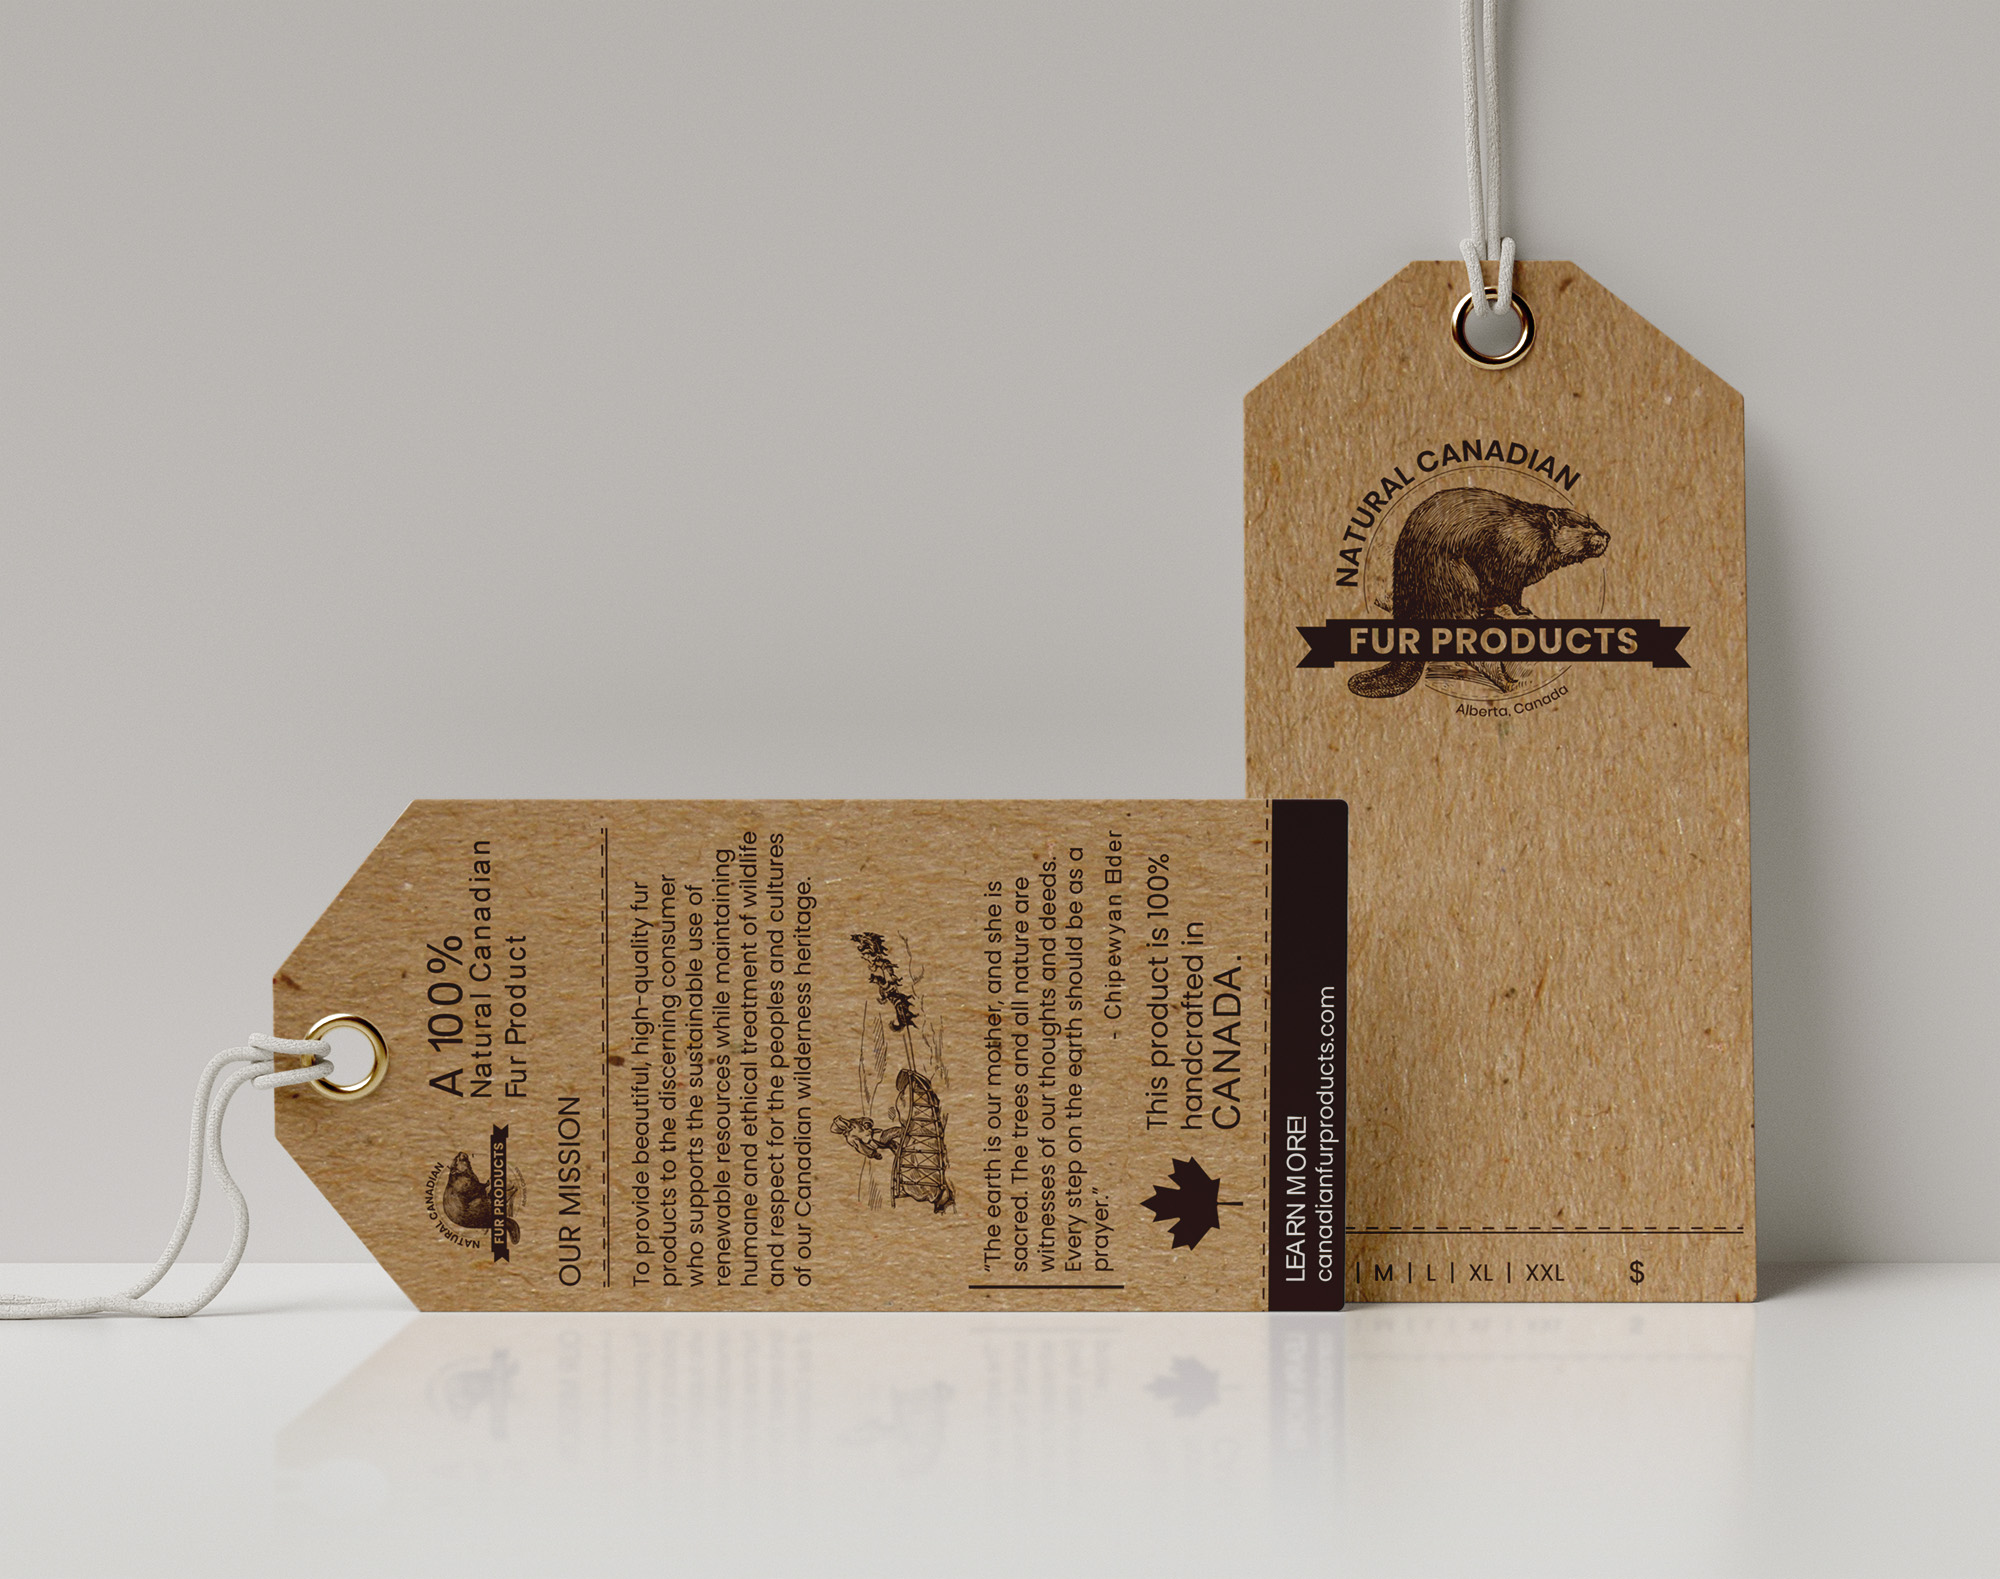 A 100%
Natural Canadian
Fur Product
NATURAL CANADIAN
FUR PRODUCTS
OUR MISSION
To provide beautiful, high-quality fur
products to the discerning consumer
who supports the sustainable use of
renewable resources while maintaining
humane and ethical treatment of wildlife
and respect for the peoples and cultures
of our Canadian wilderness heritage.
“The earth is our mother, and she is
sacred. The trees and all nature are
witnesses of our thoughts and deeds.
Every step on the earth should be as a
prayer.”
- Chipewyan Elder
This product is 100%
handcrafted in
CANADA.
LEARN MORE!
canadianfurproducts.com
NATURAL CANADIAN
FUR PRODUCTS
Alberta, Canada
| M | L | XL | XXL $